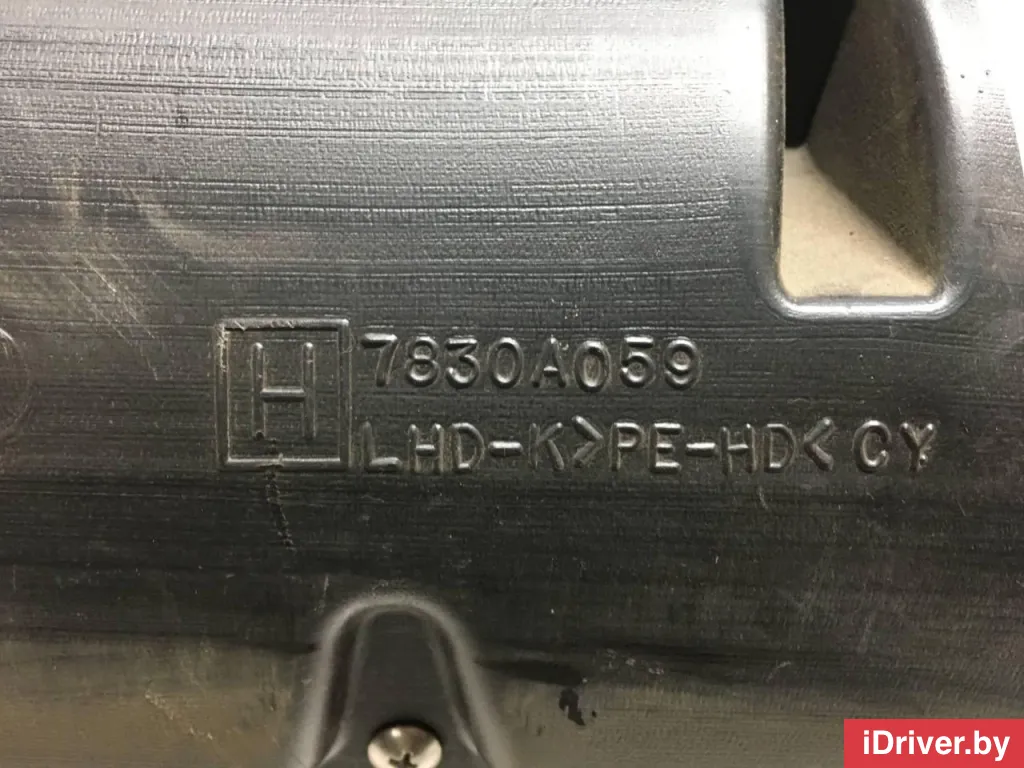 H
7830A059
LHD-K>PE-HD< CY
iDriver.by